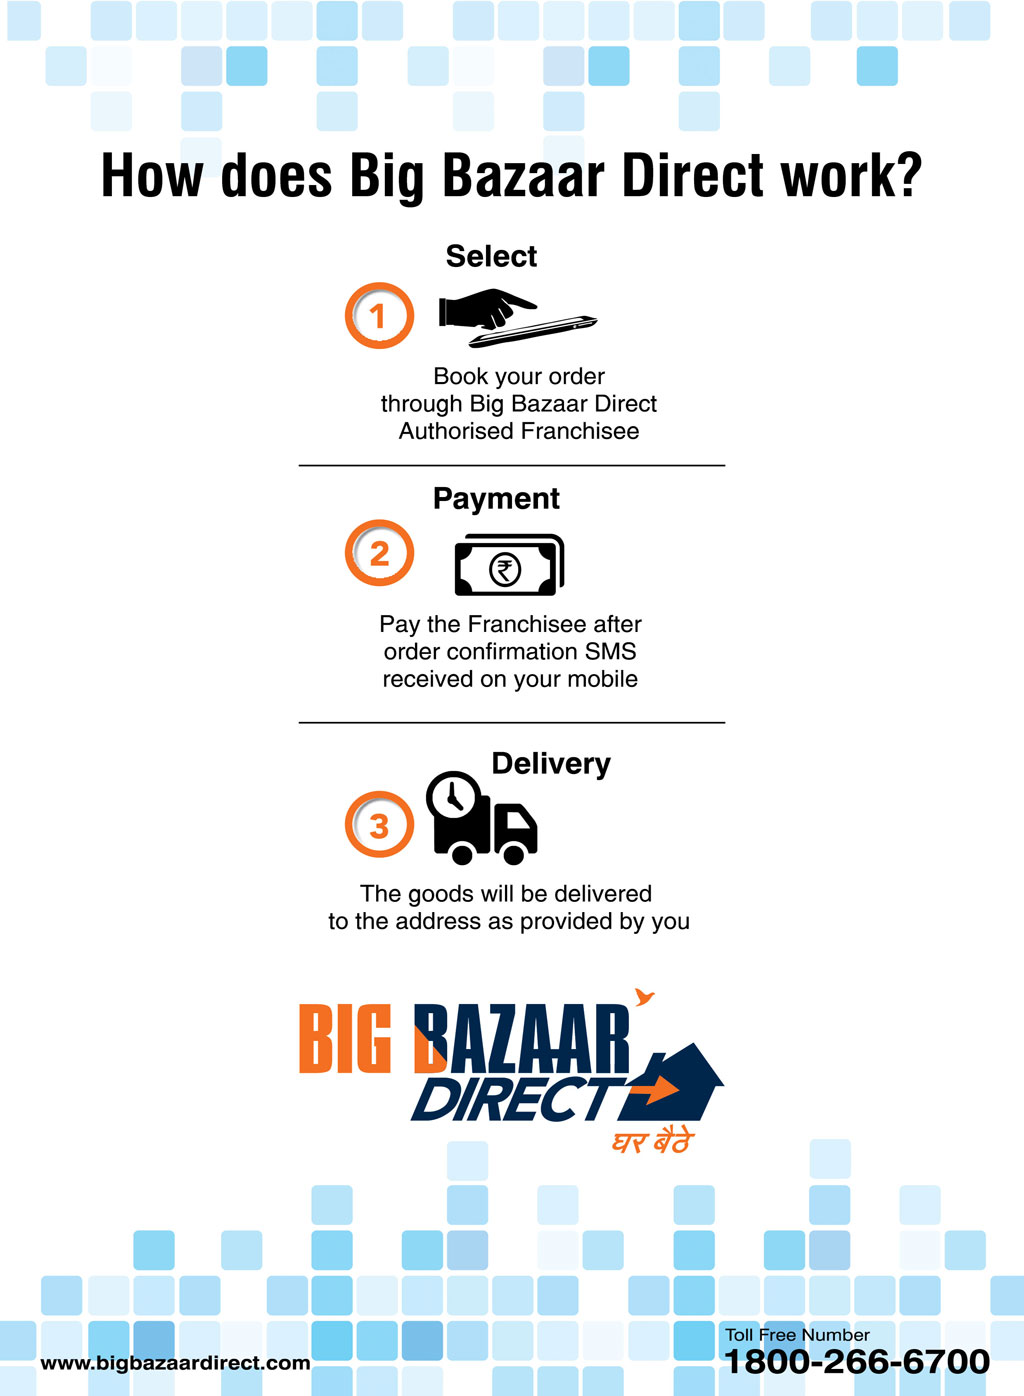 How does Big Bazaar Direct work?
Select
1
Book your order
through Big Bazaar Direct
Authorised Franchisee
Payment
2
₹
Pay the Franchisee after
order confirmation SMS
received on your mobile
Delivery
3
The goods will be delivered
to the address as provided by you
BIG BAZAAR
DIRECT
घर बैठे
Toll Free Number
www.bigbazaardirect.com
1800-266-6700